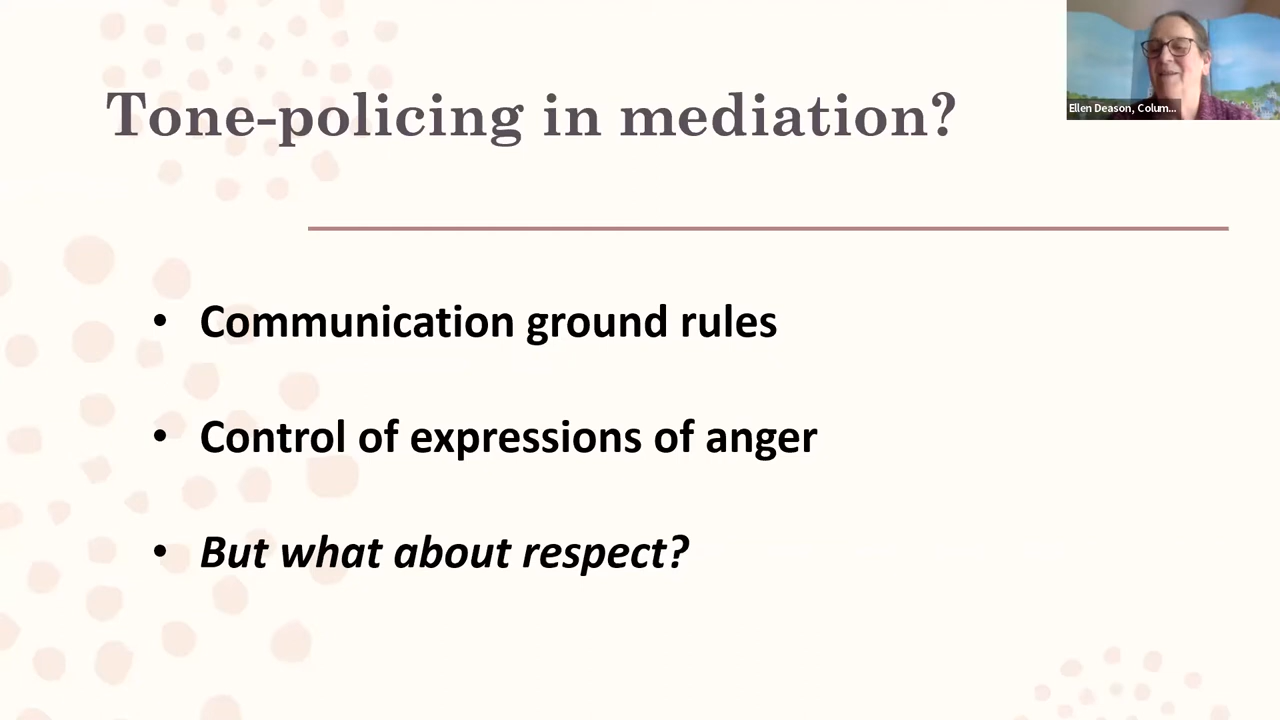 Tone-policing in mediation?
Ellen Deason, Colum...
• Communication ground rules
• Control of expressions of anger
• But what about respect?